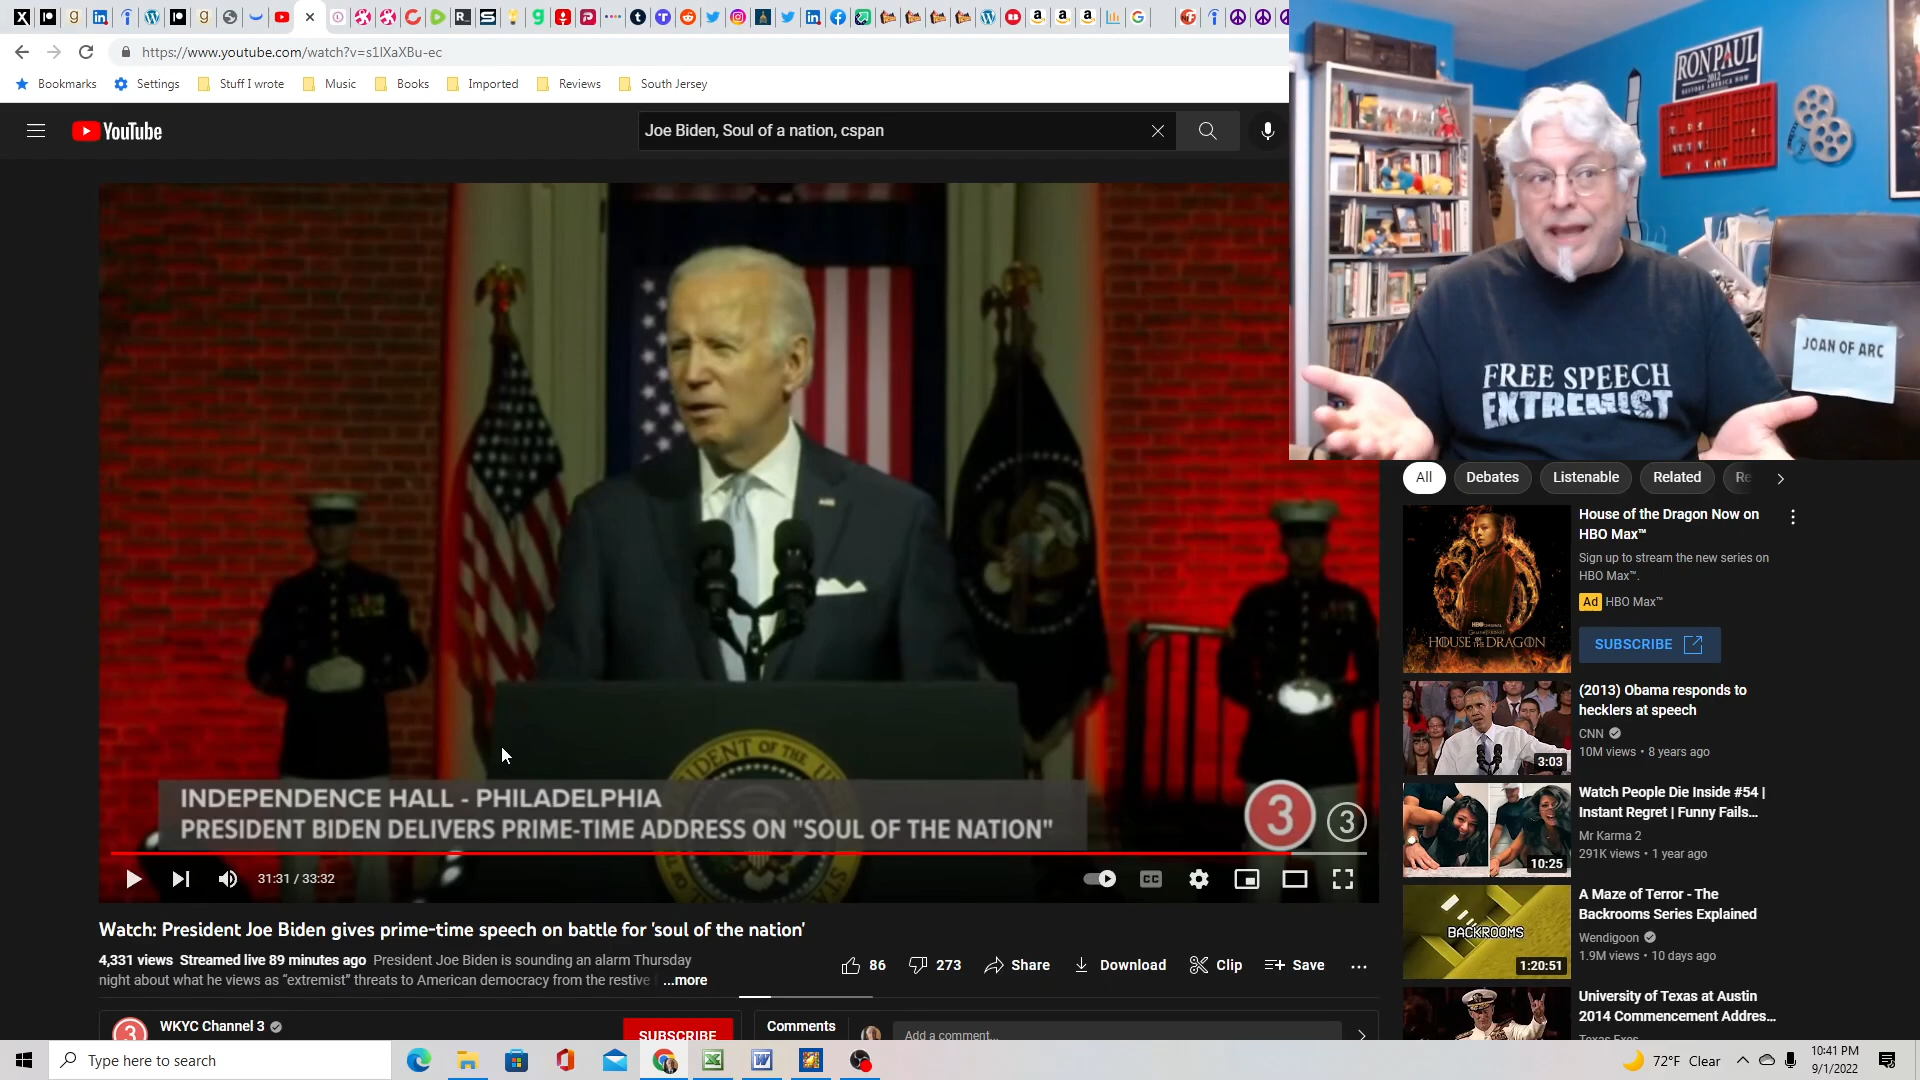 https://www.youtube.com/watch?v=s1lXaXBu-ec
Bookmarks
Settings
Stuff I wrote
Music
Books
Imported
Reviews
South Jersey
YouTube
Joe Biden, Soul of a nation, cspan
RON PAUL
2012
RESTORE AMERICA NOW
JOAN OF ARC
FREE SPEECH
EXTREMIST
INDEPENDENCE HALL - PHILADELPHIA
PRESIDENT BIDEN DELIVERS PRIME-TIME ADDRESS ON "SOUL OF THE NATION"
3
3
31:31 / 33:32
CC
Watch: President Joe Biden gives prime-time speech on battle for 'soul of the nation'
4,331 views Streamed live 89 minutes ago President Joe Biden is sounding an alarm Thursday
night about what he views as “extremist” threats to American democracy from the restive
...more
86
273
Share
Download
Clip
Save
3
WKYC Channel 3
SUBSCRIBE
Comments
Add a comment...
All
Debates
Listenable
Related
Re
HOUSE OF THE DRAGON
House of the Dragon Now on
HBO Max™
Sign up to stream the new series on
HBO Max™.
Ad HBO Max™
SUBSCRIBE
3:03
(2013) Obama responds to
hecklers at speech
CNN
10M views • 8 years ago
10:25
Watch People Die Inside #54 |
Instant Regret | Funny Fails...
Mr Karma 2
291K views • 1 year ago
BACKROOMS
1:20:51
A Maze of Terror - The
Backrooms Series Explained
Wendigoon
1.9M views • 10 days ago
University of Texas at Austin
2014 Commencement Addres...
Texas Exes
Type here to search
72°F Clear
10:41 PM
9/1/2022